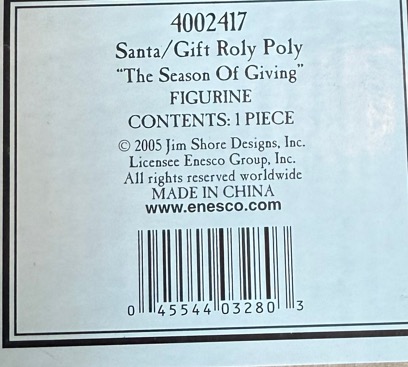 4002417
Santa/Gift Roly Poly
"The Season Of Giving"
FIGURINE
CONTENTS: 1 PIECE
© 2005 Jim Shore Designs, Inc.
Licensee Enesco Group, Inc.
All rights reserved worldwide
MADE IN CHINA
www.enesco.com
0 45544 03280 3